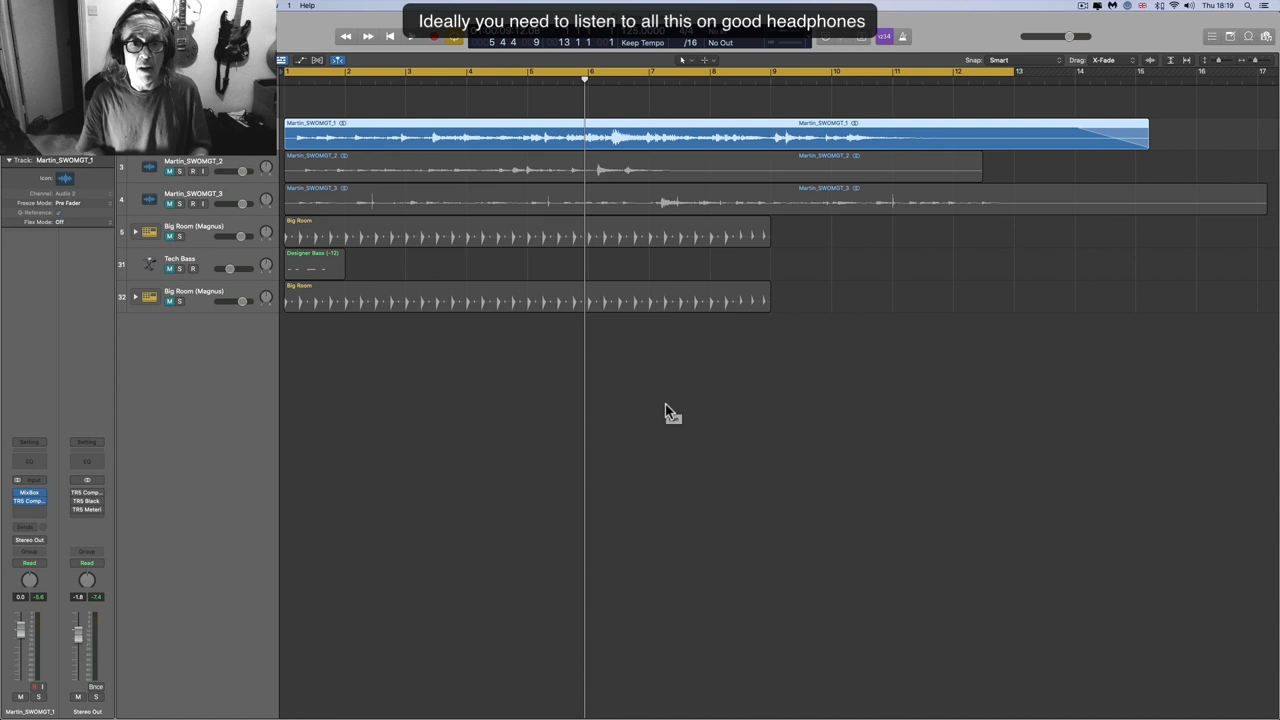 1 Help
Thu 18:19
Ideally you need to listen to all this on good headphones
5 4 4 9 13 1 1 1 Keep Tempo /16 No Out
Snap: Smart Drag: X-Fade
1 2 3 4 5 6 7 8 9 10 11 12 13 14 15 16 17
Martin_SWOMGT_1 Martin_SWOMGT_1
Track: Martin_SWOMGT_1
Icon:
Channel: Audio 2
Freeze Mode: Pre Fader
Q-Reference: ✓
Flex Mode: Off
3 Martin_SWOMGT_2
M S R I
Martin_SWOMGT_2 Martin_SWOMGT_2
4 Martin_SWOMGT_3
M S R I
Martin_SWOMGT_3 Martin_SWOMGT_3
5 Big Room (Magnus)
M S
Big Room
31 Tech Bass
M S R
Designer Bass (-12)
32 Big Room (Magnus)
M S
Big Room
Setting Setting
EQ EQ
Input
MixBox TR5 Comp...
TR5 Comp... TR5 Black
TR5 Meteri
Sends
Stereo Out
Group Group
Read Read
0.0 -5.6 -1.8 -7.4
R I Bnce
M S M S
Martin_SWOMGT_1 Stereo Out